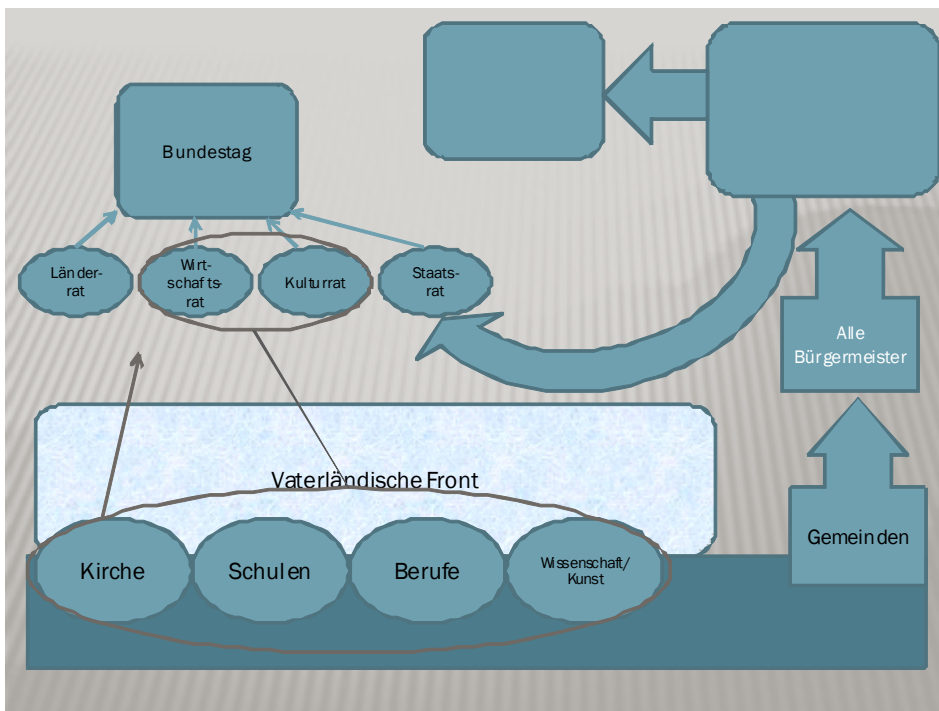 Bundestag
Länder-
rat
Wirt-
schafts-
rat
Kulturrat
Staats-
rat
Alle
Bürgermeister
Vaterländische Front
Gemeinden
Kirche
Schulen
Berufe
Wissenschaft/
Kunst